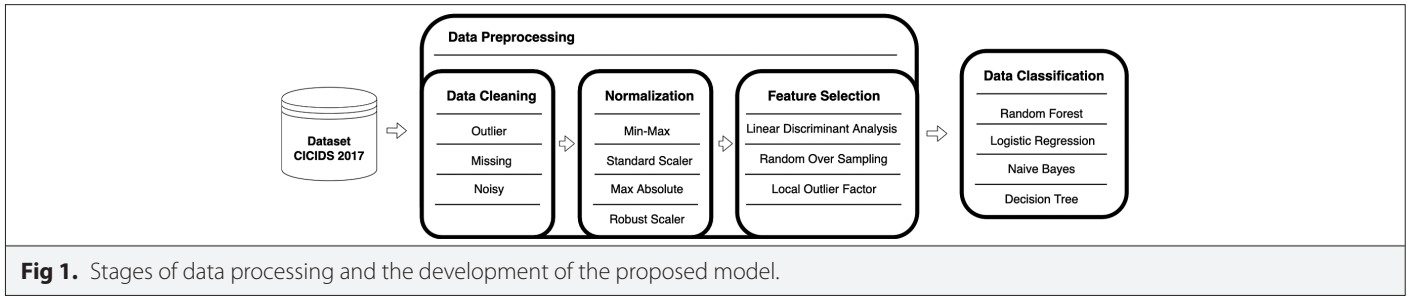 Dataset
CICIDS 2017
Data Preprocessing
Data Cleaning
Outlier
Missing
Noisy
Normalization
Min-Max
Standard Scaler
Max Absolute
Robust Scaler
Feature Selection
Linear Discriminant Analysis
Random Over Sampling
Local Outlier Factor
Data Classification
Random Forest
Logistic Regression
Naive Bayes
Decision Tree
Fig 1. Stages of data processing and the development of the proposed model.